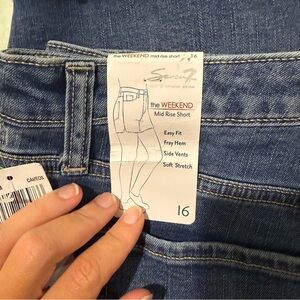 the WEEKEND mid rise short 16
Seven7
the WEEKEND
Mid Rise Short
Easy Fit
Fray Hem
Side Vents
Soft Stretch
16
CAVEOS